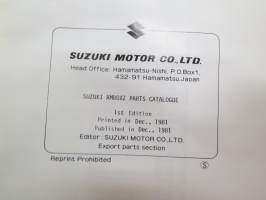 SUZUKI MOTOR CO.,LTD.
Head Office: Hamamatsu-Nishi, P.O.Box1,
432-91 Hamamatsu,Japan
SUZUKI PARTS CATALOGUE
1st Edition
Printed in Dec., 1981
Published in Dec., 1981
Editor : SUZUKI MOTOR CO.,LTD.
Export parts section
Reprint Prohibited
S